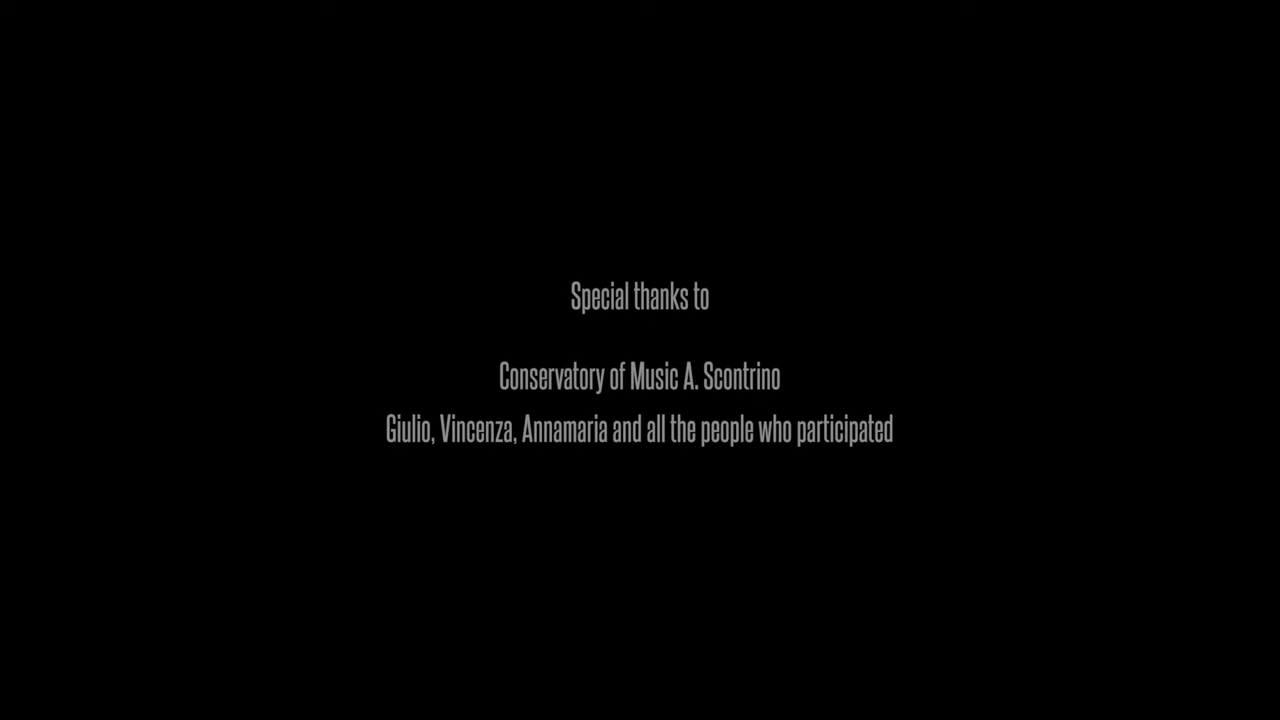 Special thanks to
Conservatory of Music A. Scontrino
Giulio, Vincenza, Annamaria and all the people who participated